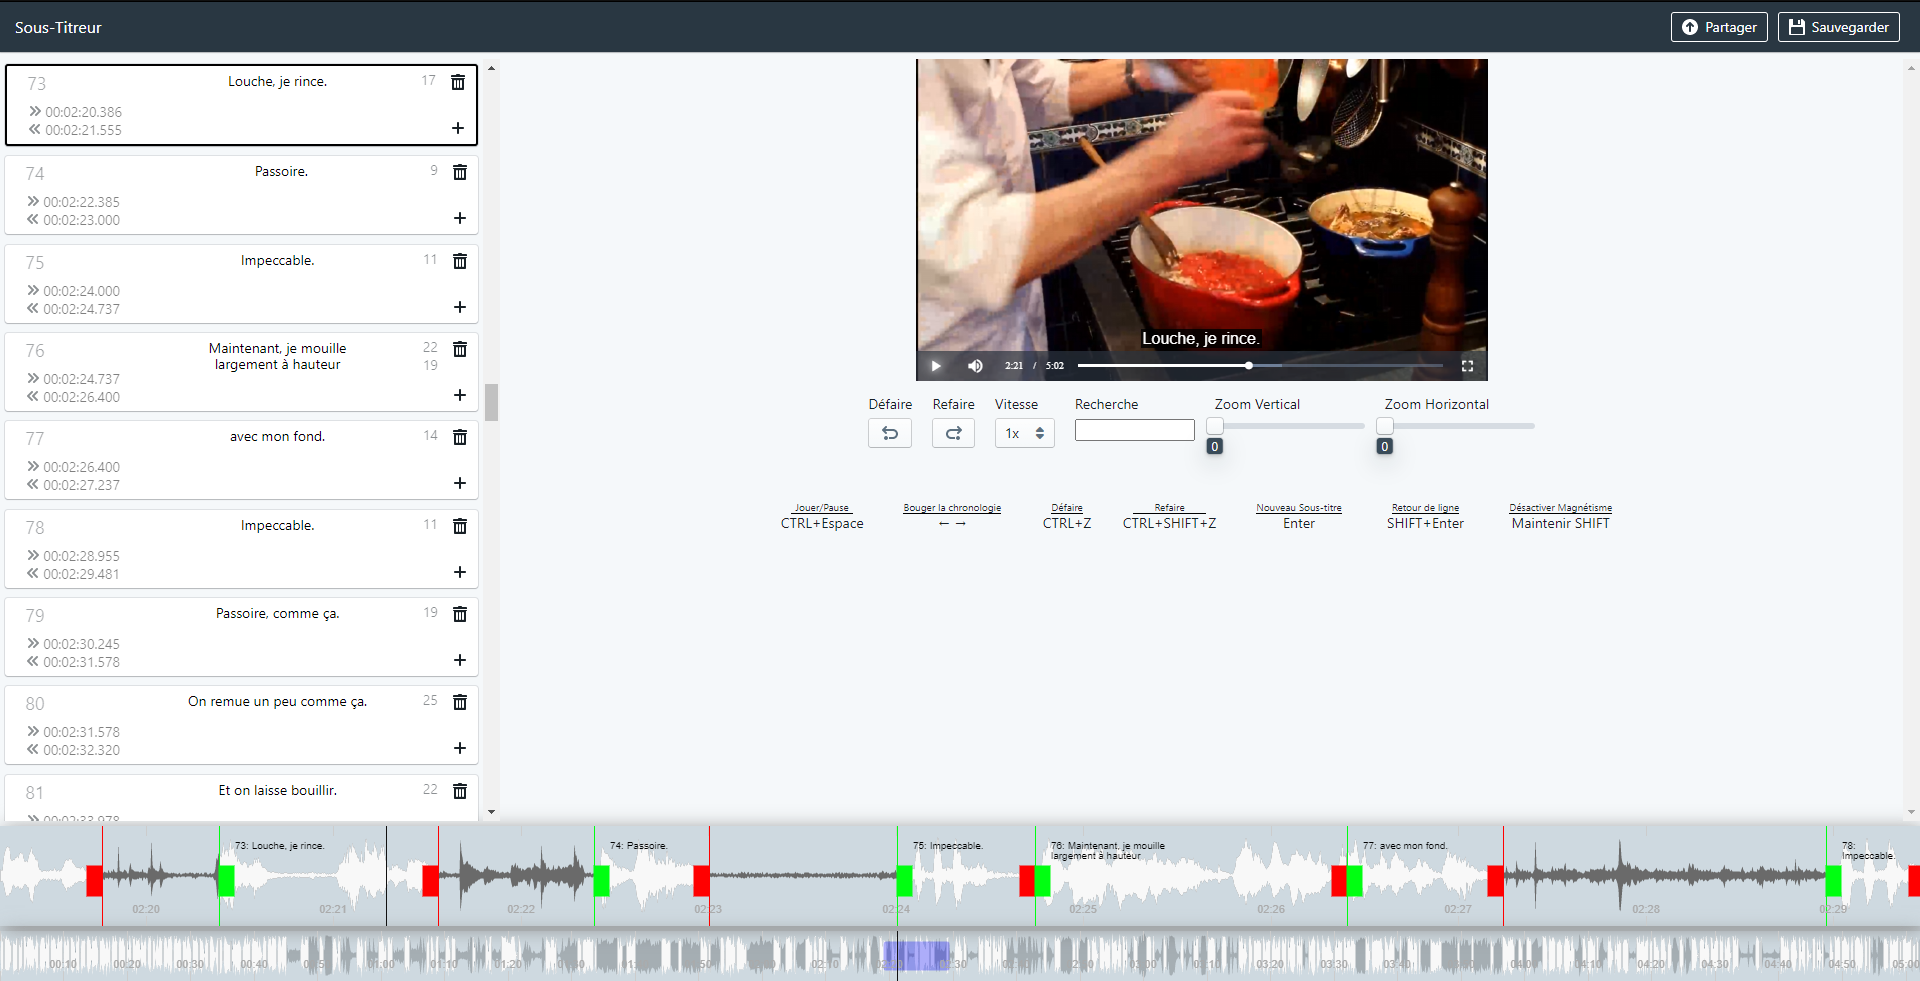 Sous-Titreur
Partager
Sauvegarder
73
Louche, je rince.
17
00:02:20.386
00:02:21.555
74
Passoire.
9
00:02:22.385
00:02:23.000
75
Impeccable.
11
00:02:24.000
00:02:24.737
76
Maintenant, je mouille
22
largement à hauteur
19
00:02:24.737
00:02:26.400
77
avec mon fond.
14
00:02:26.400
00:02:27.237
78
Impeccable.
11
00:02:28.955
00:02:29.481
79
Passoire, comme ça.
19
00:02:30.245
00:02:31.578
80
On remue un peu comme ça.
25
00:02:31.578
00:02:32.320
81
Et on laisse bouillir.
22
00:02:33.978
Louche, je rince.
2:21 / 5:02
Défaire
Refaire
Vitesse
Recherche
Zoom Vertical
Zoom Horizontal
1x
0
0
Jouer/Pause
CTRL+Espace
Bouger la chronologie
← →
Défaire
CTRL+Z
Refaire
CTRL+SHIFT+Z
Nouveau Sous-titre
Enter
Retour de ligne
SHIFT+Enter
Désactiver Magnétisme
Maintenir SHIFT
73: Louche, je rince.
74: Passoire.
75: Impeccable.
76: Maintenant, je mouille
largement à hauteur
77: avec mon fond.
78:
Impeccable.
02:20
02:21
02:22
02:23
02:24
02:25
02:26
02:27
02:28
02:29
00:10
00:20
00:30
00:40
01:00
01:10
01:20
02:10
03:00
03:10
03:20
03:30
03:40
04:00
04:10
04:20
04:30
04:40
04:50
05:00